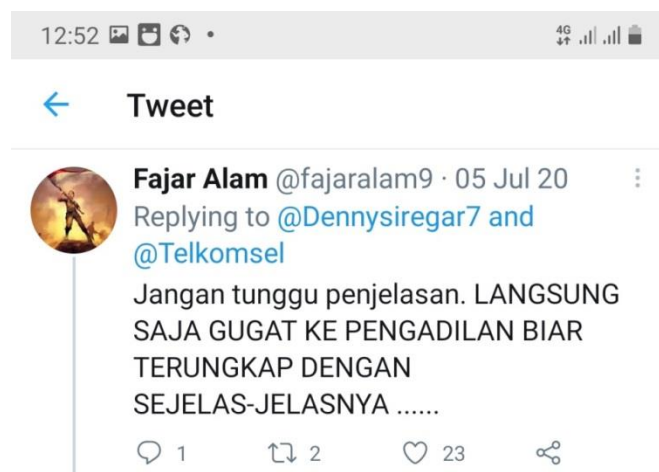 12:52
4G
Tweet
Fajar Alam @fajaralam9 · 05 Jul 20
Replying to @Dennysiregar7 and
@Telkomsel
Jangan tunggu penjelasan. LANGSUNG
SAJA GUGAT KE PENGADILAN BIAR
TERUNGKAP DENGAN
SEJELAS-JELASNYA ......
1 2 23